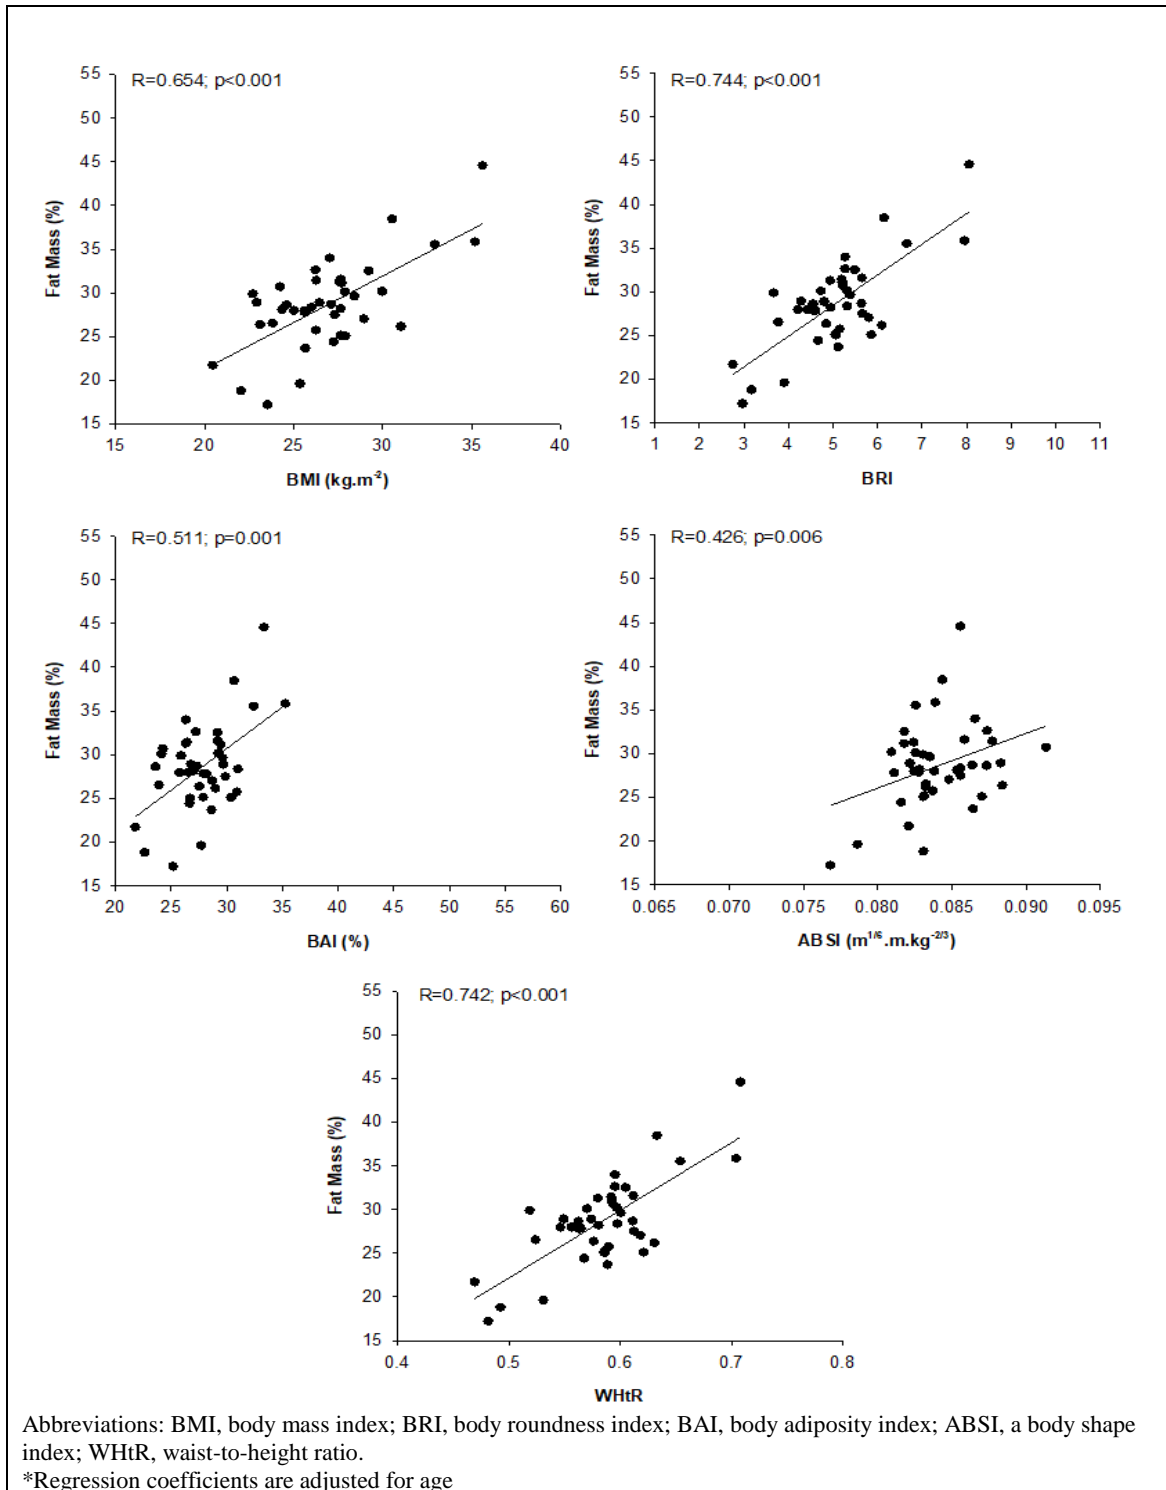 R=0.654; p<0.001
55
50
45
40
35
30
25
20
15
Fat Mass (%)
15 20 25 30 35 40
BMI (kg.m⁻²)
R=0.744; p<0.001
55
50
45
40
35
30
25
20
15
Fat Mass (%)
1 2 3 4 5 6 7 8 9 10 11
BRI
R=0.511; p=0.001
55
50
45
40
35
30
25
20
15
Fat Mass (%)
20 25 30 35 40 45 50 55 60
BAI (%)
R=0.426; p=0.006
55
50
45
40
35
30
25
20
15
Fat Mass (%)
0.065 0.070 0.075 0.080 0.085 0.090 0.095
ABSI (m¹ᐟ⁶.m.kg⁻²ᐟ³)
R=0.742; p<0.001
55
50
45
40
35
30
25
20
15
Fat Mass (%)
0.4 0.5 0.6 0.7 0.8
WHtR
Abbreviations: BMI, body mass index; BRI, body roundness index; BAI, body adiposity index; ABSI, a body shape
index; WHtR, waist-to-height ratio.
*Regression coefficients are adjusted for age